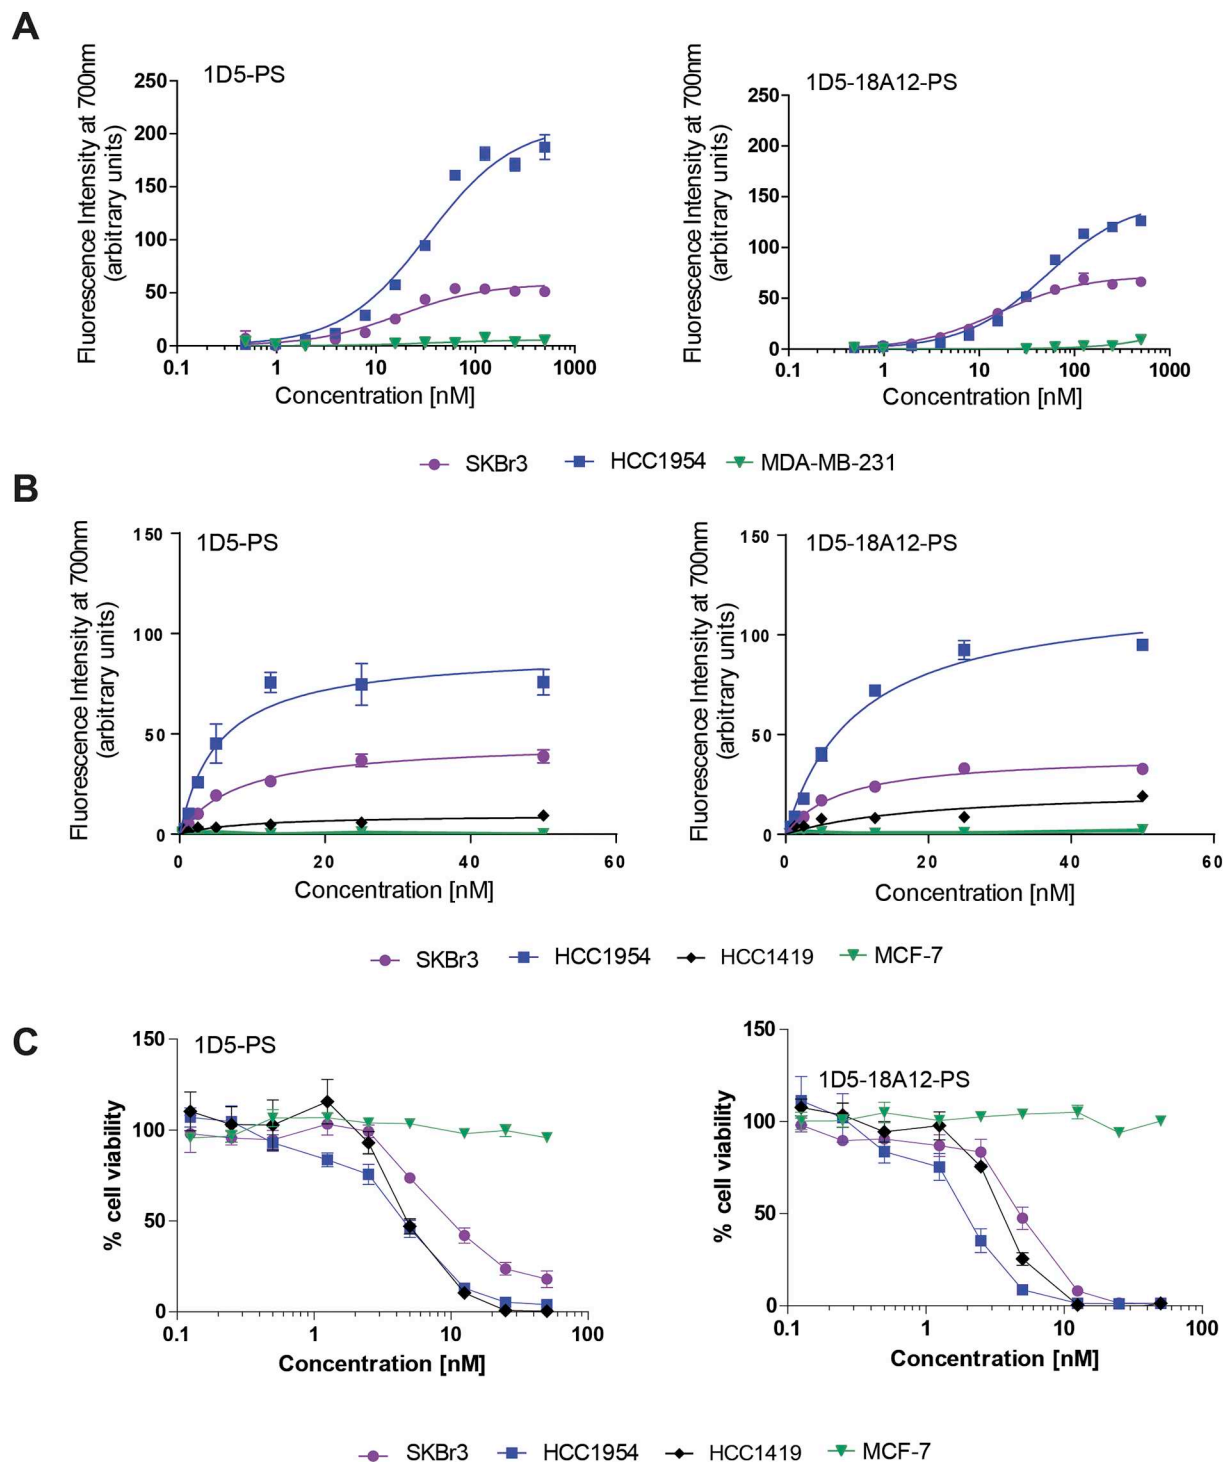 A
1D5-PS
1D5-18A12-PS
Fluorescence Intensity at 700nm
(arbitrary units)
250
200
150
100
50
0
0.1 1 10 100 1000
Concentration [nM]
Fluorescence Intensity at 700nm
(arbitrary units)
250
200
150
100
50
0
0.1 1 10 100 1000
Concentration [nM]
SKBr3 HCC1954 MDA-MB-231
B
1D5-PS
1D5-18A12-PS
Fluorescence Intensity at 700nm
(arbitrary units)
150
100
50
0
0 20 40 60
Concentration [nM]
Fluorescence Intensity at 700nm
(arbitrary units)
150
100
50
0
0 20 40 60
Concentration [nM]
SKBr3 HCC1954 HCC1419 MCF-7
C
1D5-PS
1D5-18A12-PS
% cell viability
150
100
50
0
0.1 1 10 100
Concentration [nM]
% cell viability
150
100
50
0
0.1 1 10 100
Concentration [nM]
SKBr3 HCC1954 HCC1419 MCF-7